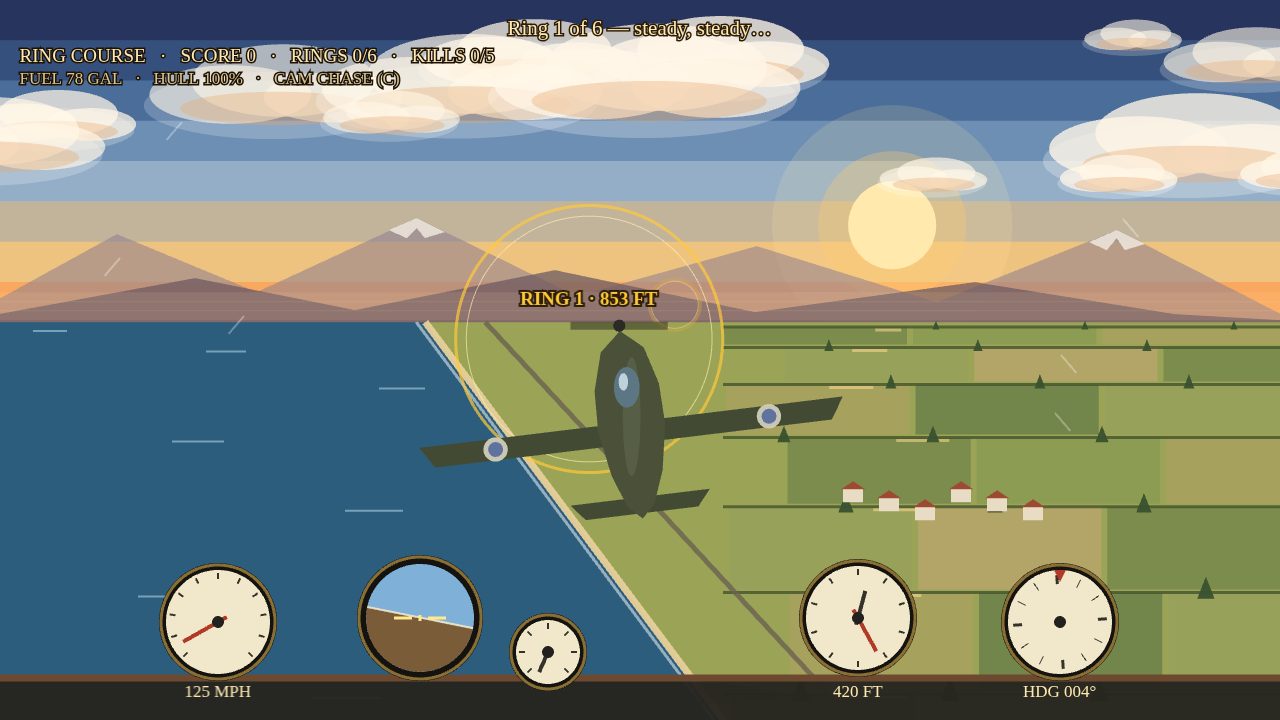 Ring 1 of 6 — steady, steady…
RING COURSE · SCORE 0 · RINGS 0/6 · KILLS 0/5
FUEL 78 GAL · HULL 100% · CAM CHASE (C)
RING 1 · 853 FT
125 MPH
420 FT
HDG 004°